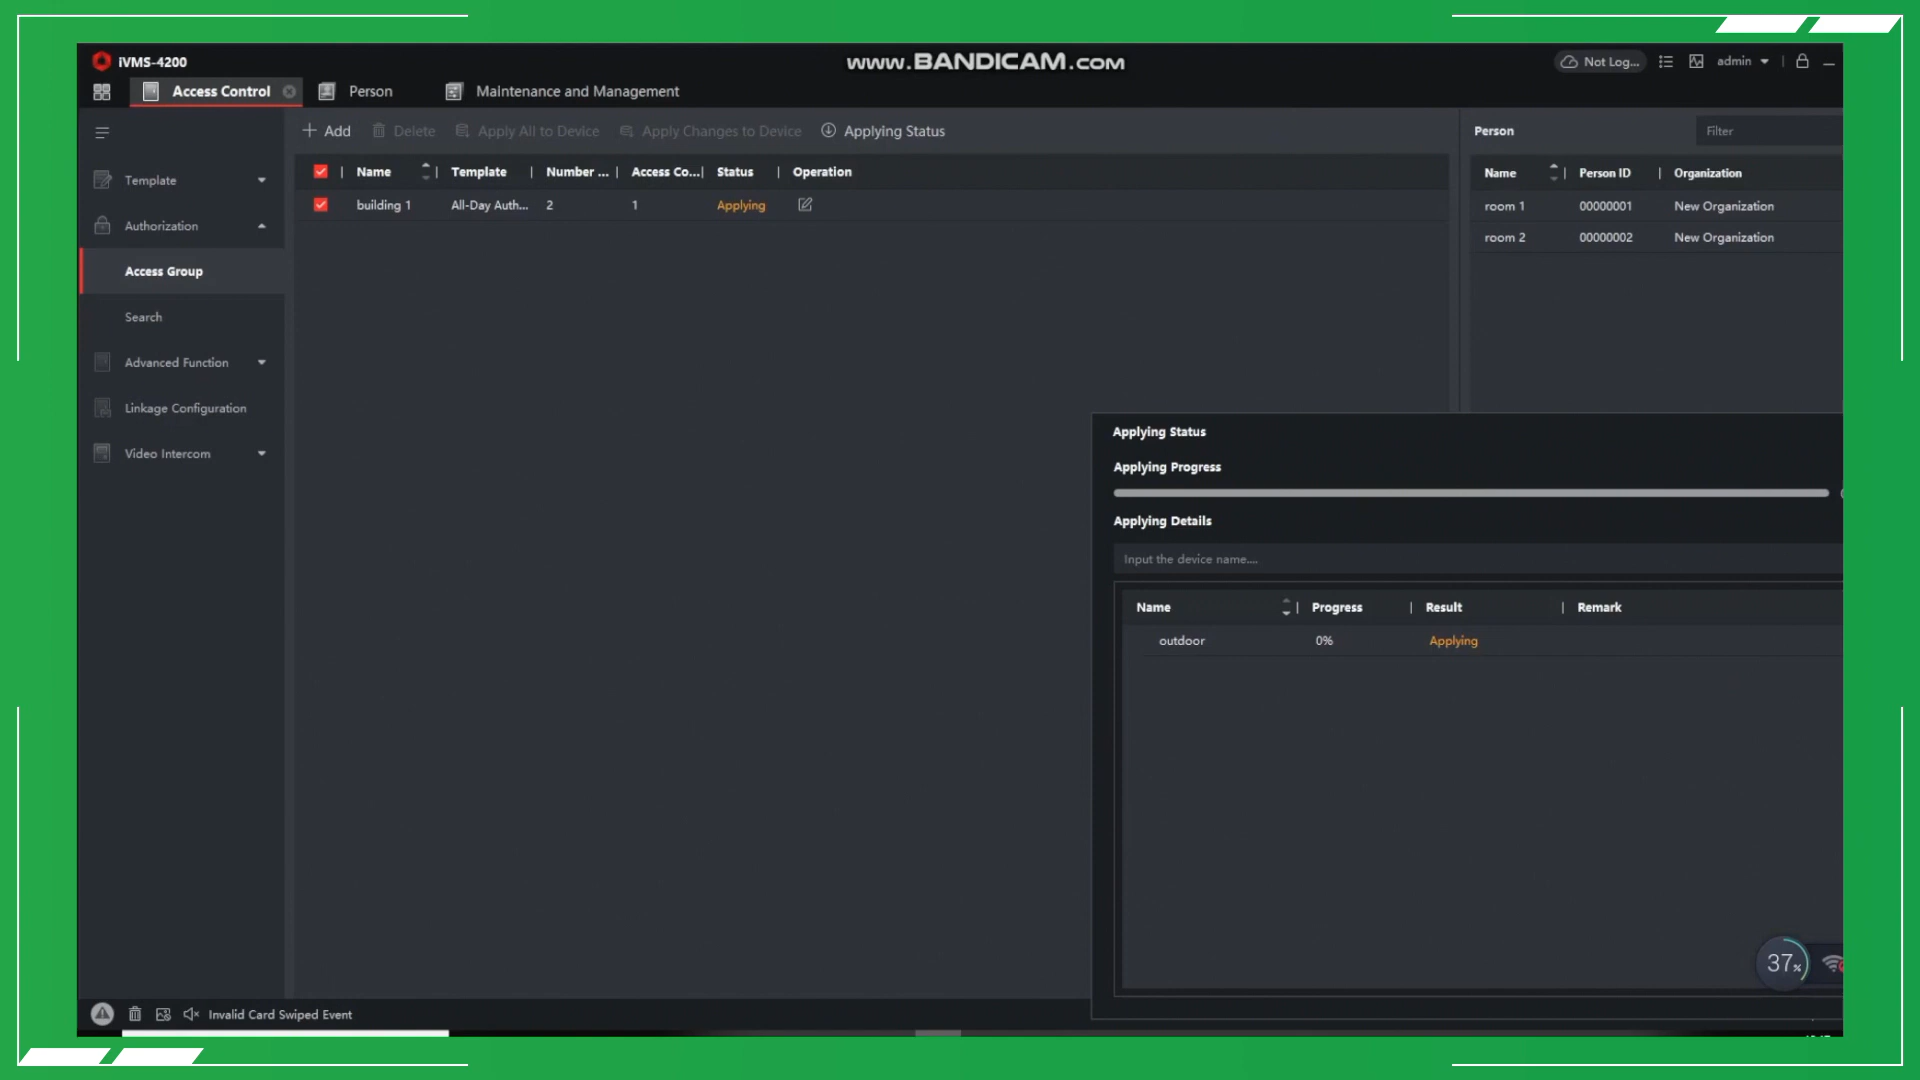 iVMS-4200
www.BANDICAM.com
Not Log...
admin
Access Control
Person
Maintenance and Management
Add
Delete
Apply All to Device
Apply Changes to Device
Applying Status
Person
Filter
Template
Authorization
Access Group
Search
Advanced Function
Linkage Configuration
Video Intercom
Name | Template | Number ... | Access Co...| Status | Operation
building 1 All-Day Auth... 2 1 Applying
Name | Person ID | Organization
room 1 00000001 New Organization
room 2 00000002 New Organization
Applying Status
Applying Progress
Applying Details
Input the device name....
Name | Progress | Result | Remark
outdoor 0% Applying
37%
Invalid Card Swiped Event